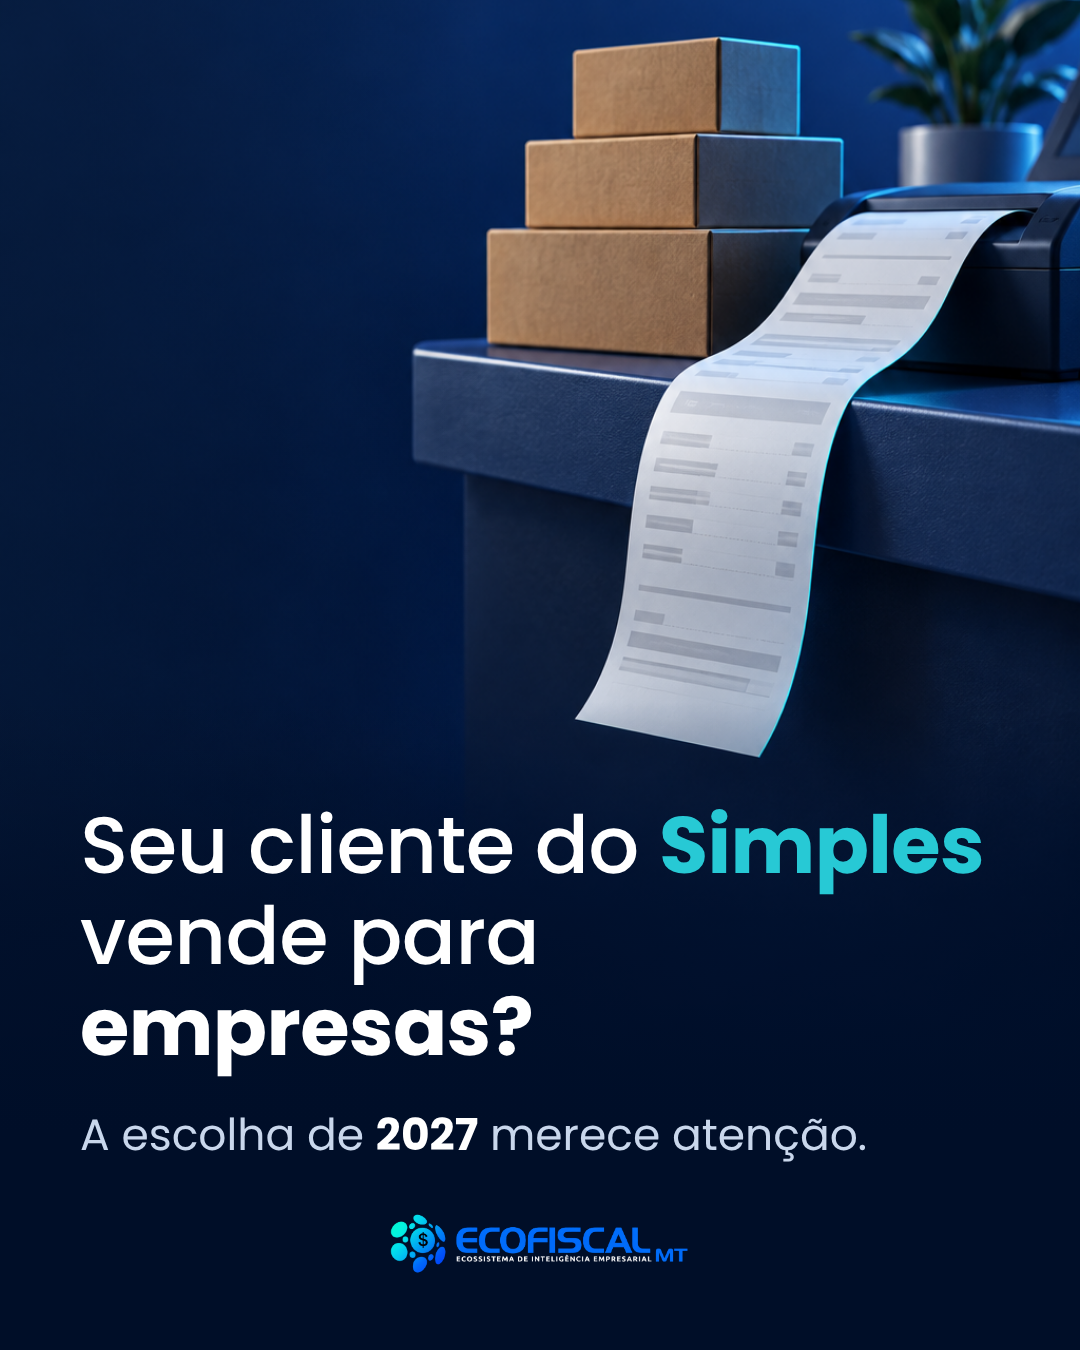 Seu cliente do Simples
vende para
empresas?
A escolha de 2027 merece atenção.
$
ECOFISCAL MT
ECOSSISTEMA DE INTELIGÊNCIA EMPRESARIAL